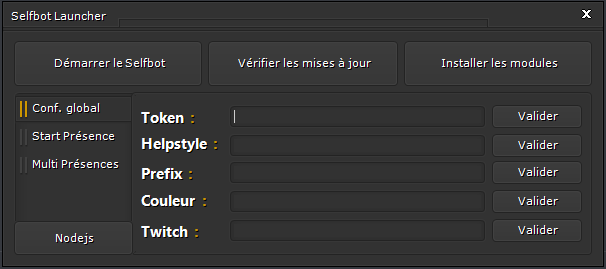 Selfbot Launcher X
Démarrer le Selfbot Vérifier les mises à jour Installer les modules
Conf. global
Start Présence
Multi Présences
Nodejs
Token : Valider
Helpstyle : Valider
Prefix : Valider
Couleur : Valider
Twitch : Valider